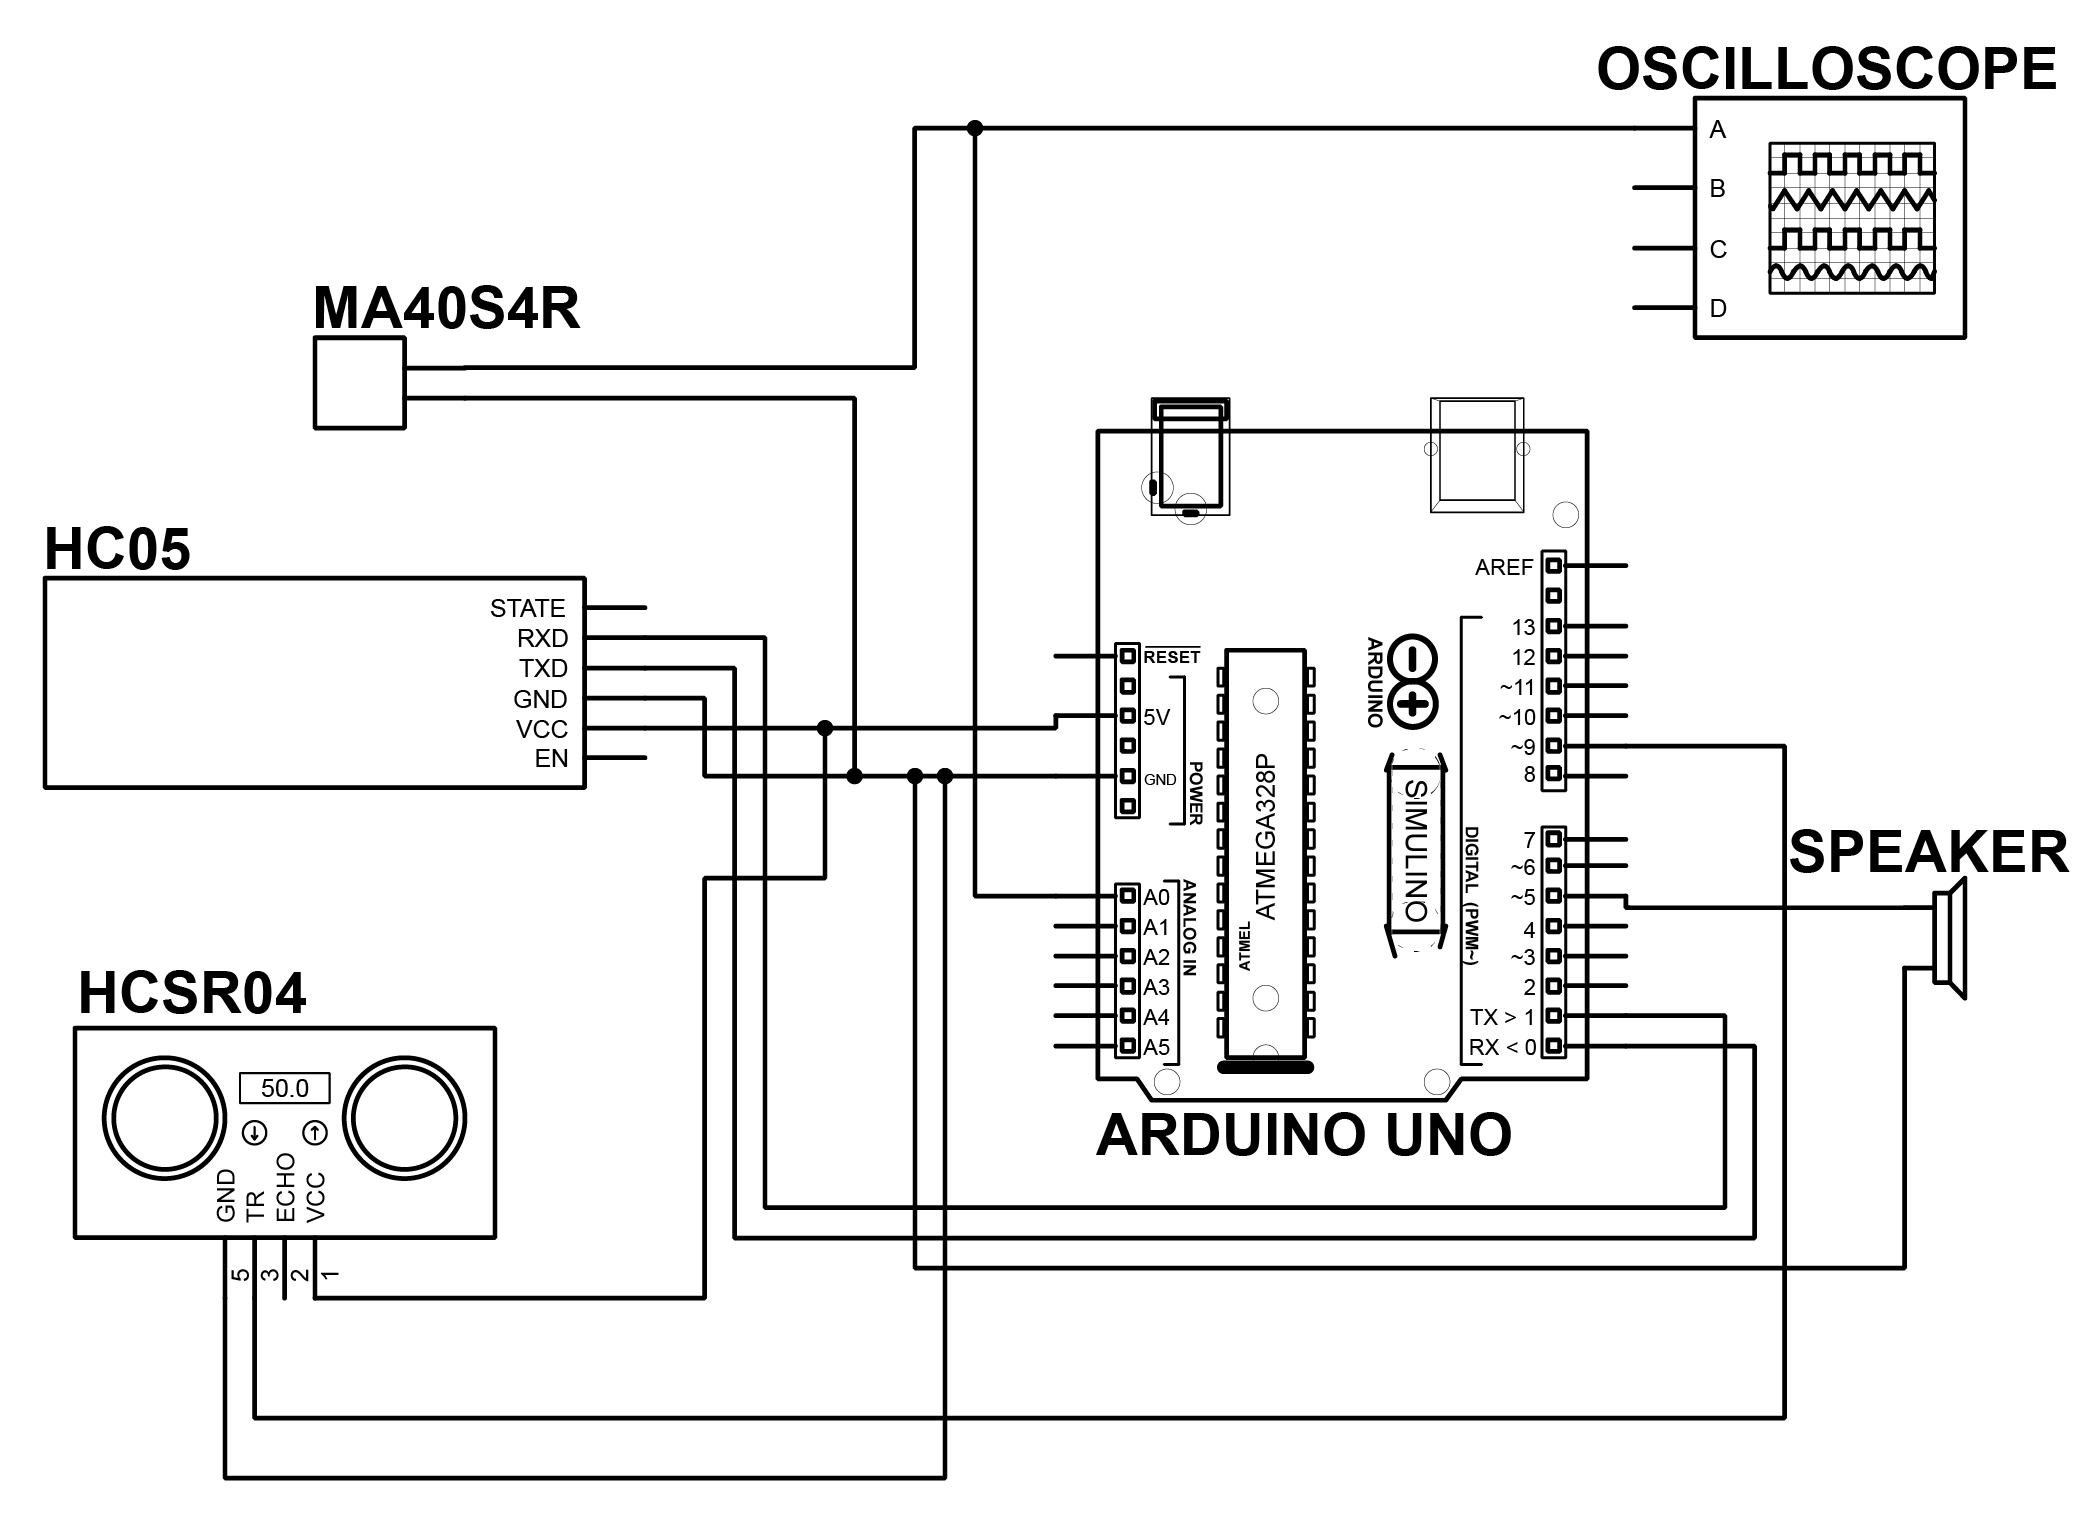 OSCILLOSCOPE
A
B
C
D
MA40S4R
HC05
STATE
RXD
TXD
GND
VCC
EN
RESET
5V
GND
POWER
A0
A1
A2
A3
A4
A5
ANALOG IN
ATMEGA328P
ATMEL
ARDUINO
SIMULINO
AREF
13
12
~11
~10
~9
8
7
~6
~5
4
~3
2
TX > 1
RX < 0
DIGITAL (PWM~)
ARDUINO UNO
SPEAKER
HCSR04
50.0
GND
TR
ECHO
VCC
5
3
2
1